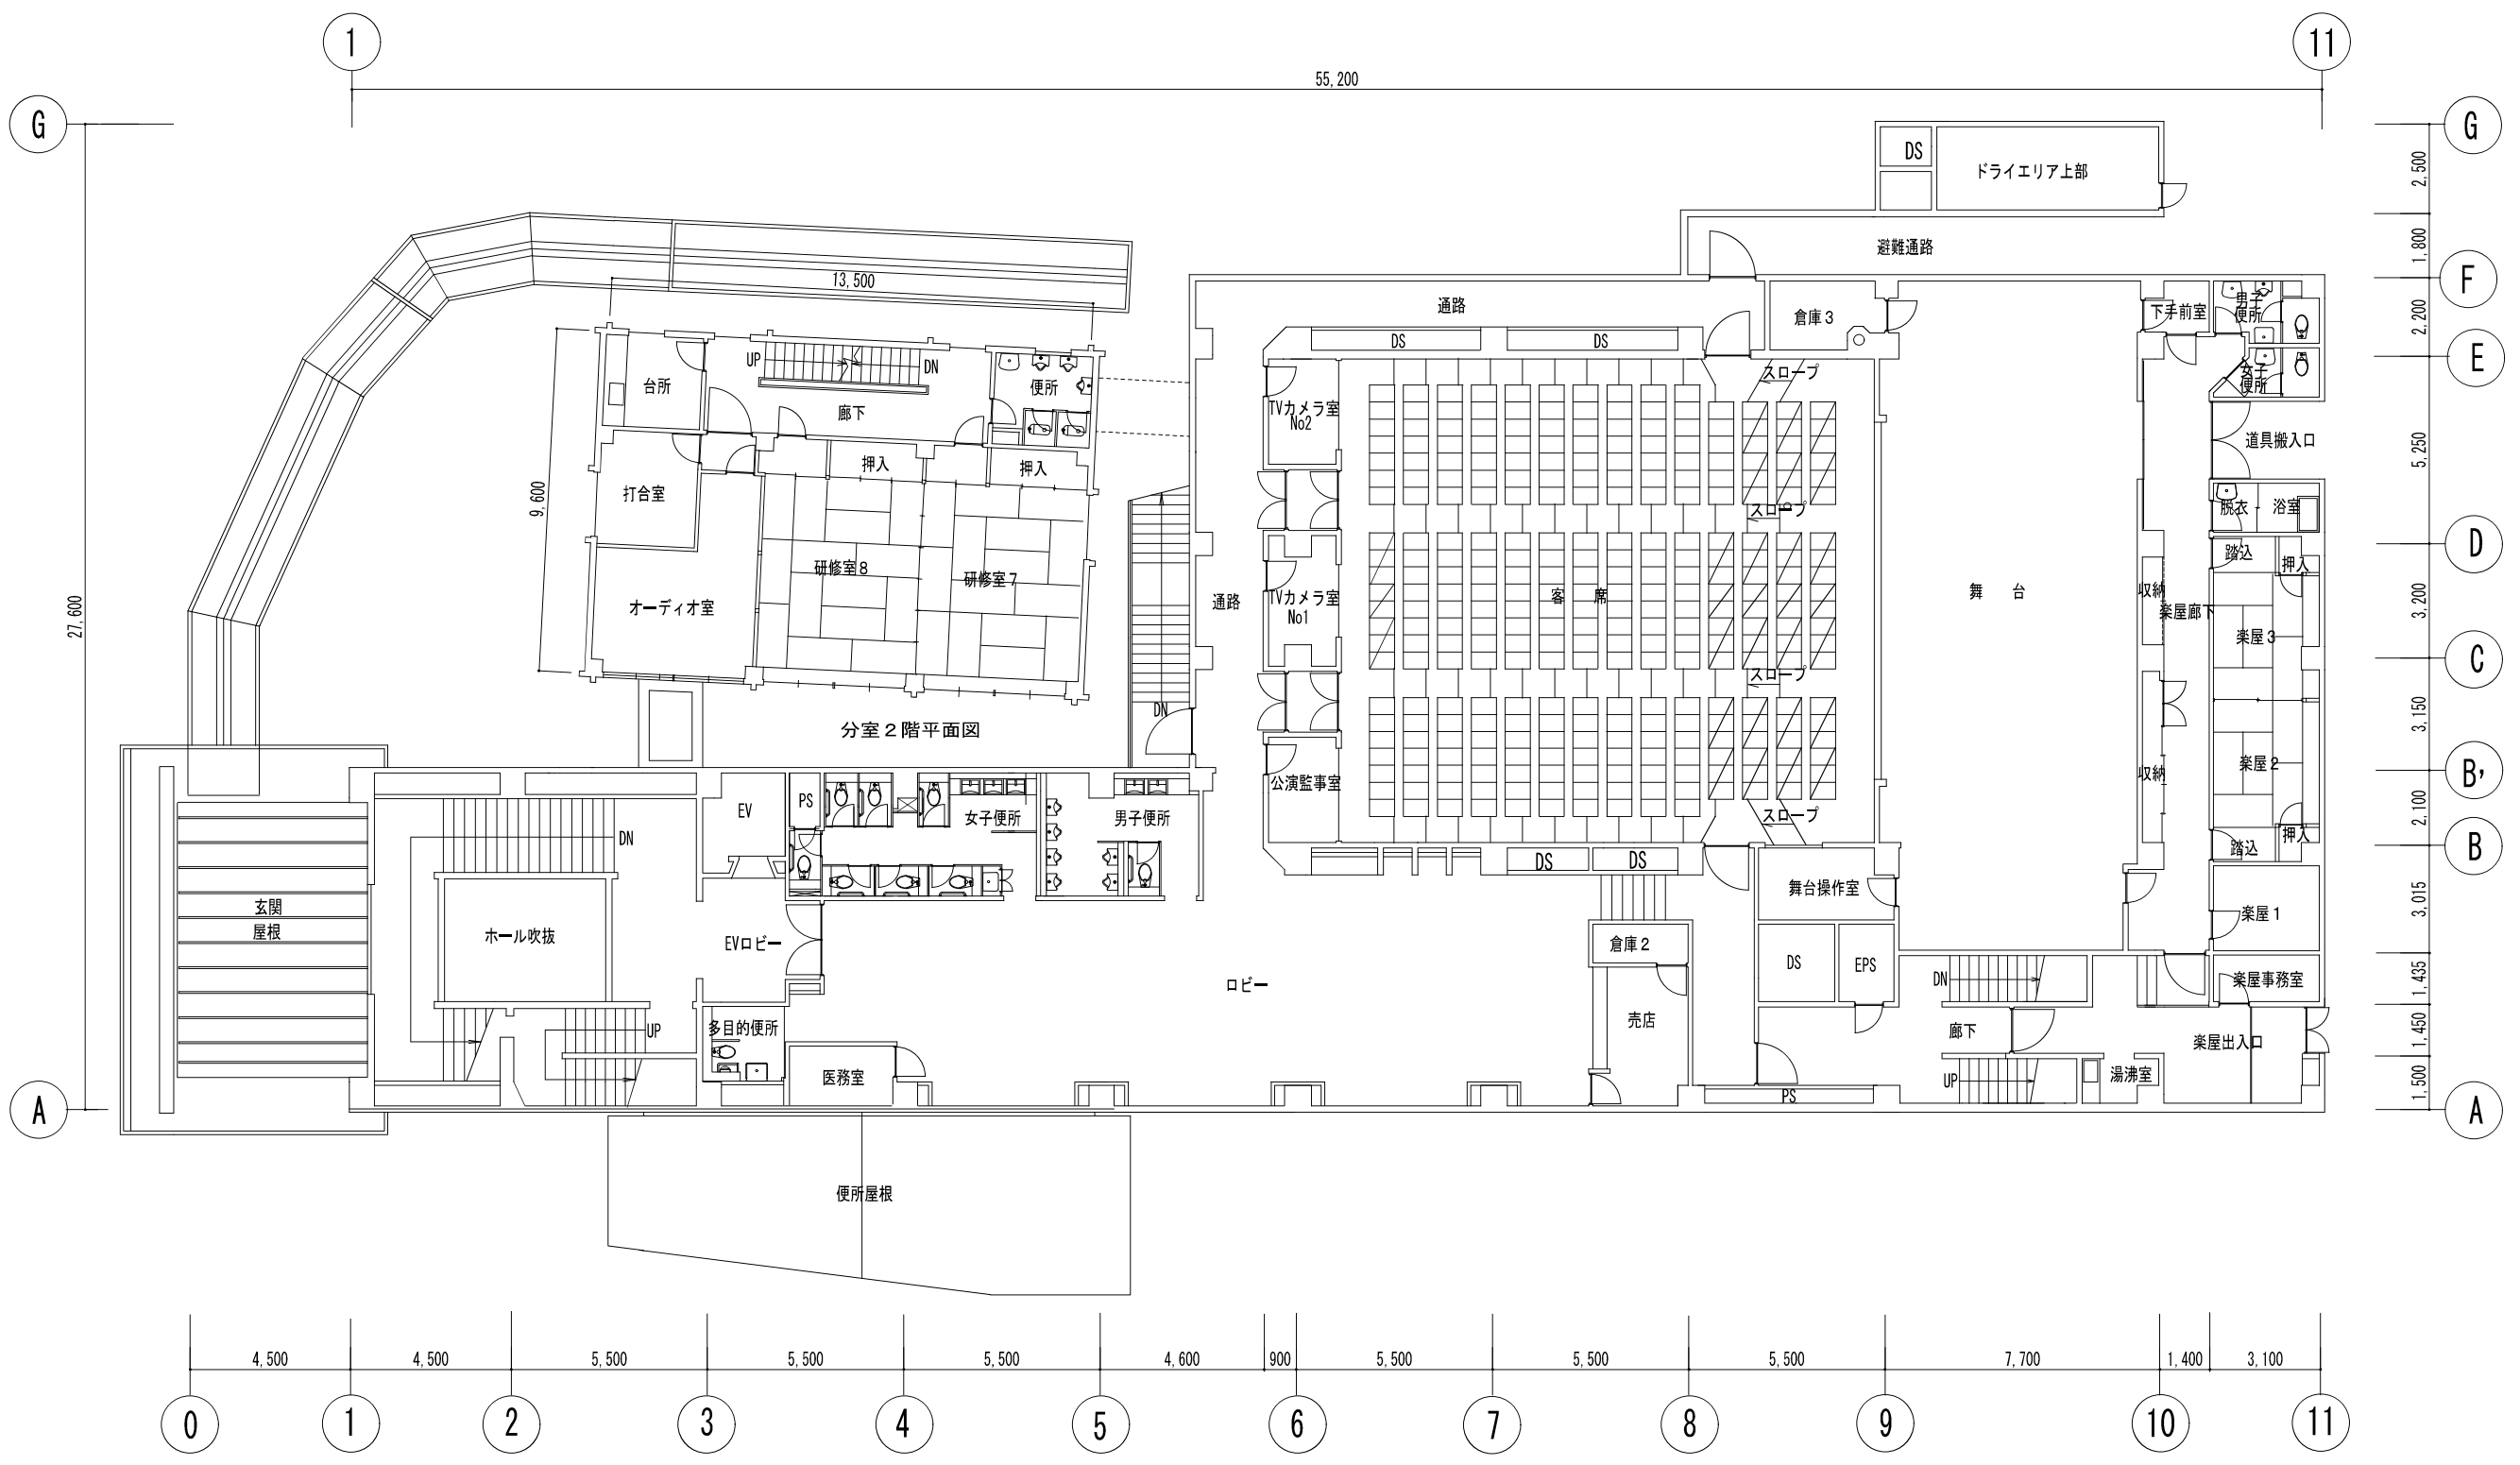 1
11
55,200
G
G
27,600
DS
ドライエリア上部
2,500
避難通路
1,800
F
13,500
通路
倉庫3
下手前室
男子
便所
2,200
DS
DS
E
UP
DN
台所
便所
スロープ
女子
便所
廊下
TVカメラ室
No2
道具搬入口
5,250
押入
押入
9,600
打合室
スロープ
脱衣
浴室
D
踏込
押入
研修室8
研修室7
オーディオ室
通路
TVカメラ室
No1
客席
舞台
収納
楽屋廊下
3,200
楽屋3
C
スロープ
DN
分室2階平面図
3,150
公演監事室
収納
楽屋2
B'
EV
PS
女子便所
男子便所
スロープ
2,100
DN
押入
踏込
B
DS
DS
舞台操作室
玄関
屋根
ホール吹抜
EVロビー
楽屋1
3,015
倉庫2
DS
EPS
ロビー
DN
楽屋事務室
1,435
売店
UP
多目的便所
廊下
楽屋出入口
1,450
医務室
UP
湯沸室
PS
1,500
A
A
便所屋根
4,500
4,500
5,500
5,500
5,500
4,600
900
5,500
5,500
5,500
7,700
1,400
3,100
0
1
2
3
4
5
6
7
8
9
10
11